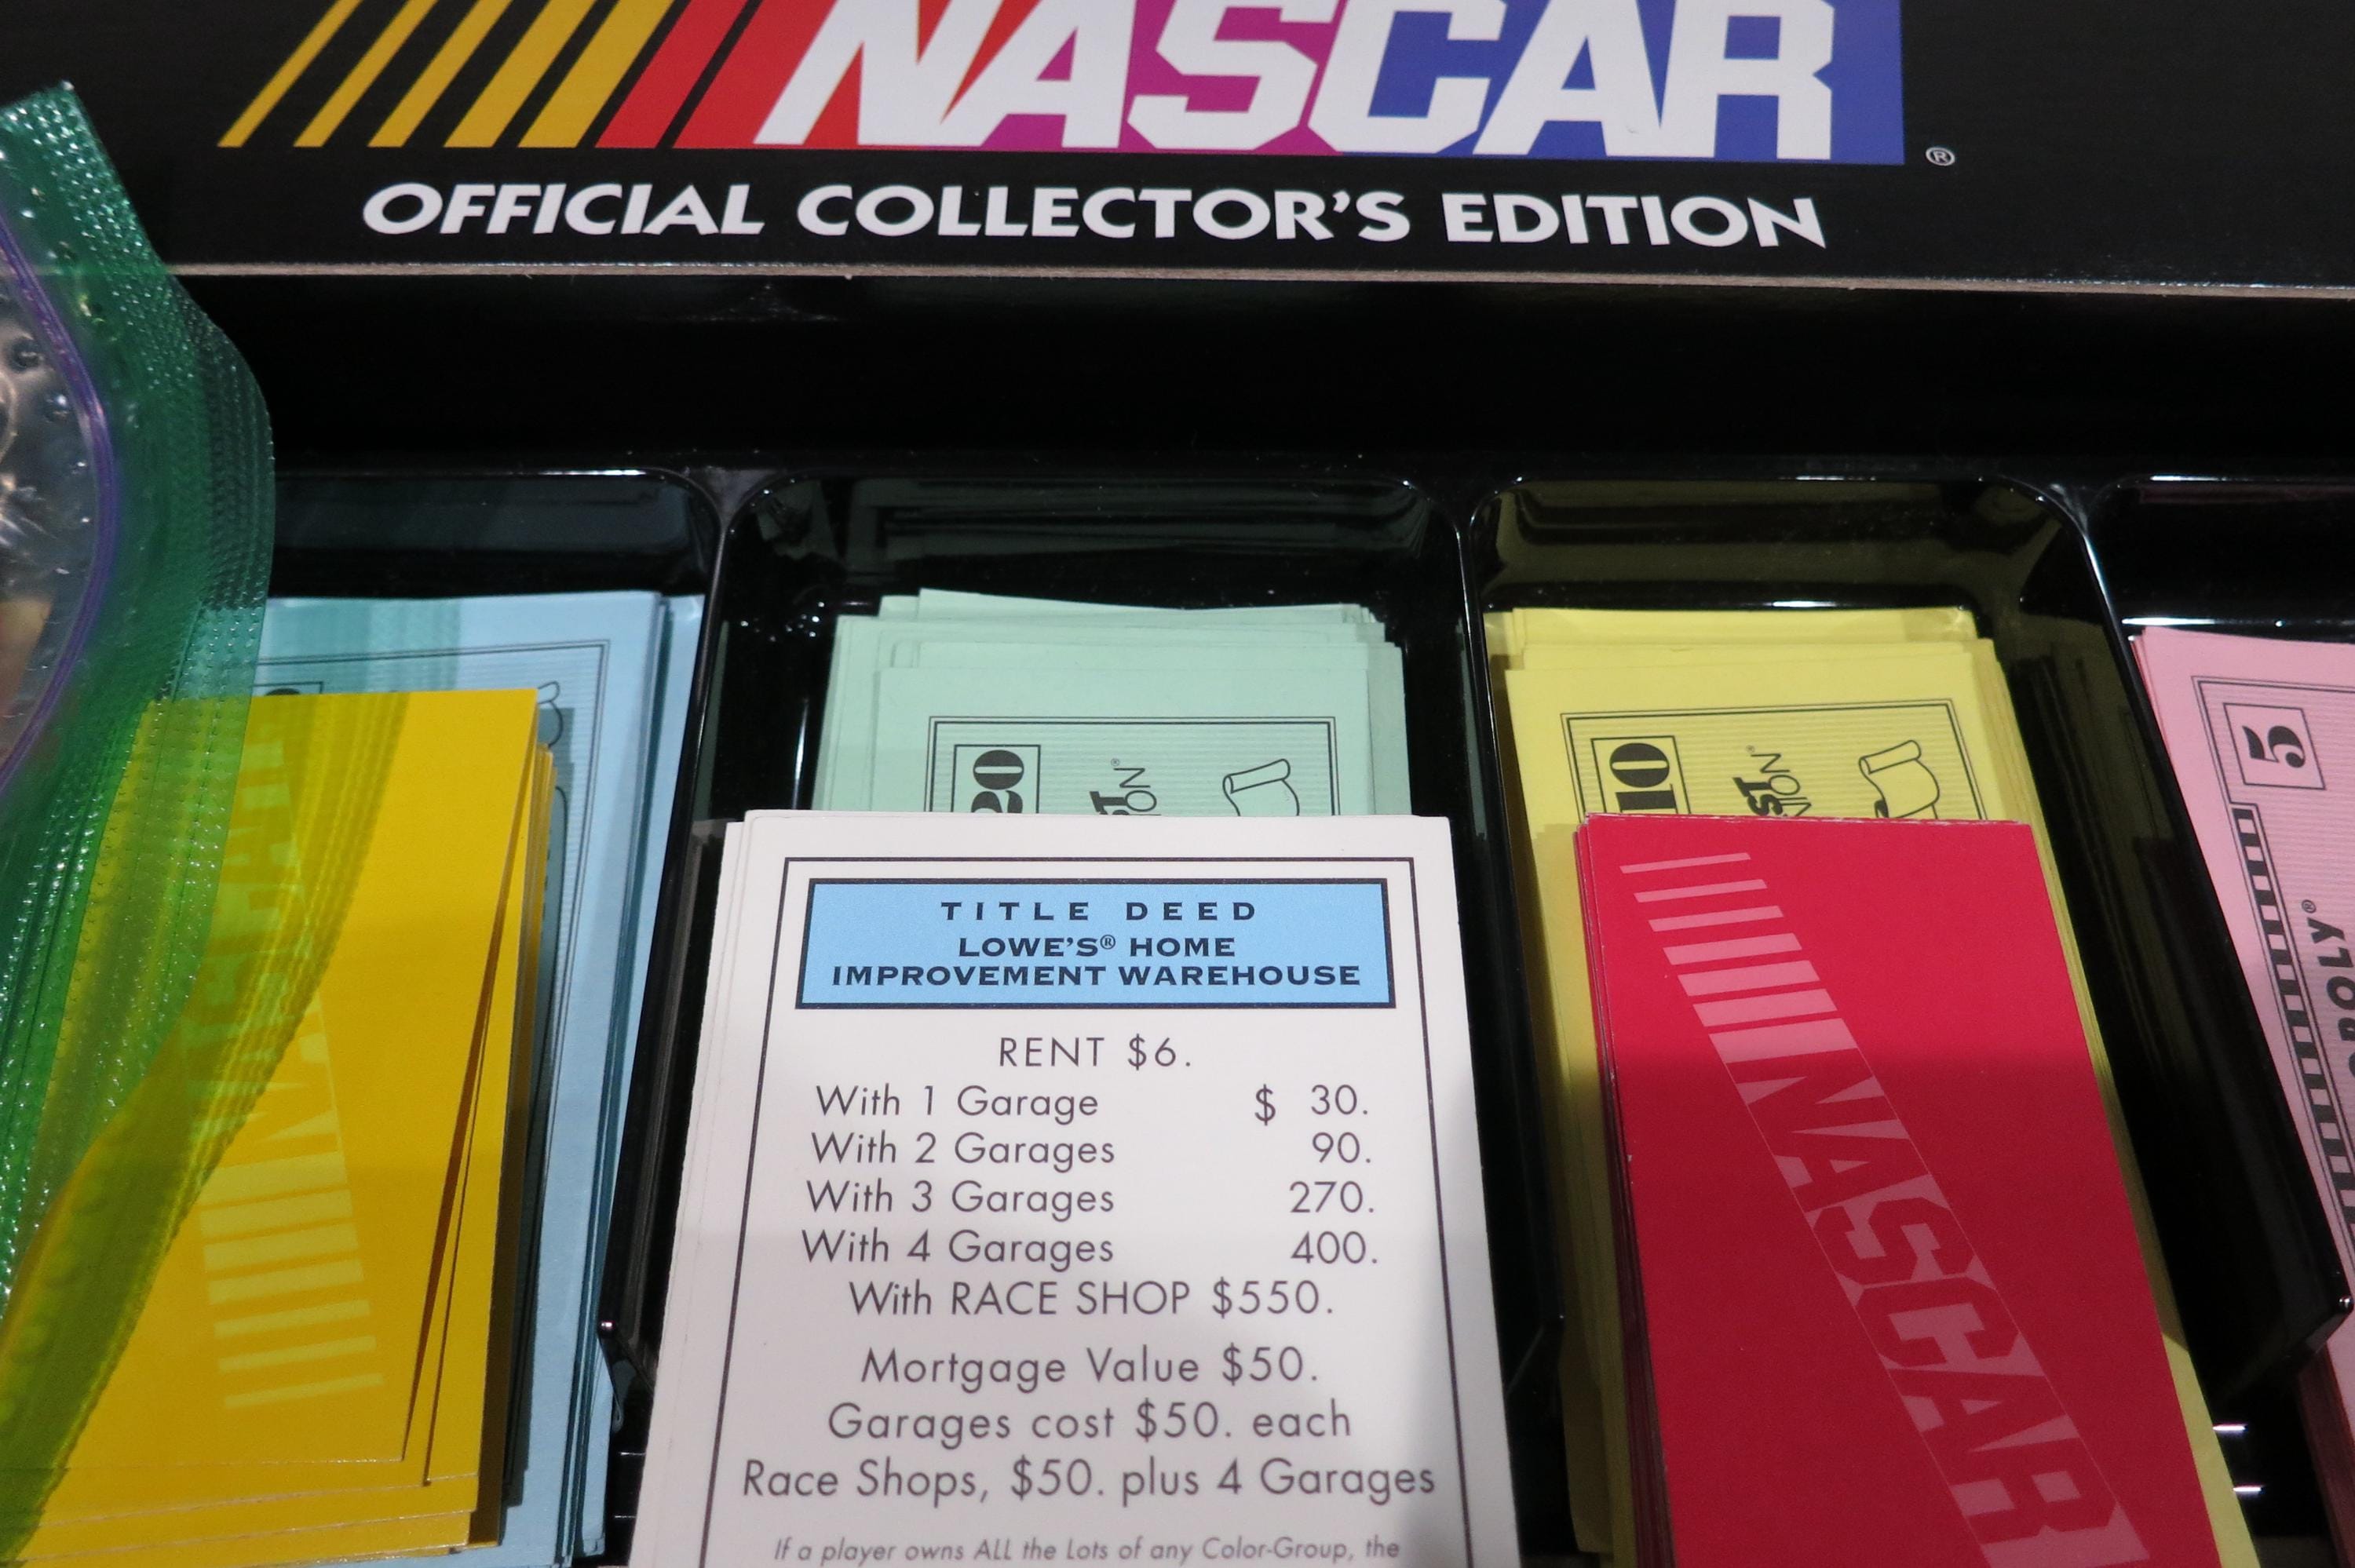 NASCAR ®
OFFICIAL COLLECTOR'S EDITION
20
10
5
TITLE DEED
LOWE'S® HOME
IMPROVEMENT WAREHOUSE
RENT $6.
With 1 Garage $ 30.
With 2 Garages 90.
With 3 Garages 270.
With 4 Garages 400.
With RACE SHOP $550.
Mortgage Value $50.
Garages cost $50. each
Race Shops, $50. plus 4 Garages
If a player owns ALL the Lots of any Color-Group, the
NASCAR
NASCAR